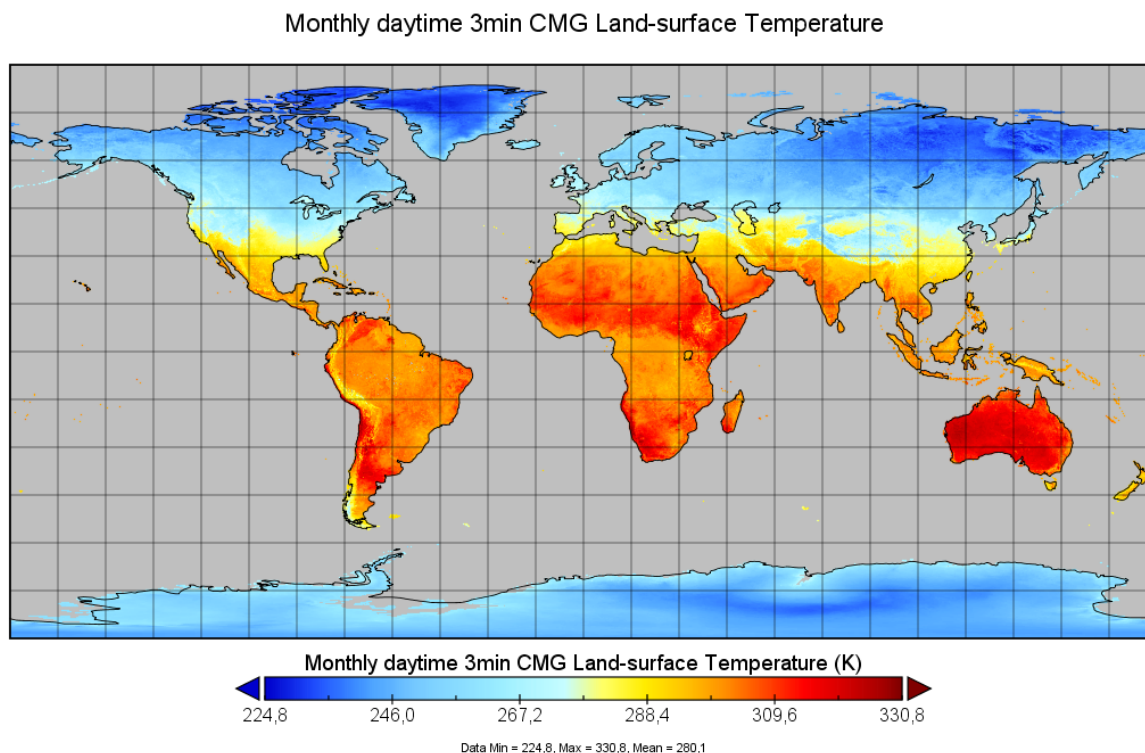 Monthly daytime 3min CMG Land-surface Temperature
Monthly daytime 3min CMG Land-surface Temperature (K)
224,8 246,0 267,2 288,4 309,6 330,8
Data Min = 224,8, Max = 330,8, Mean = 280,1